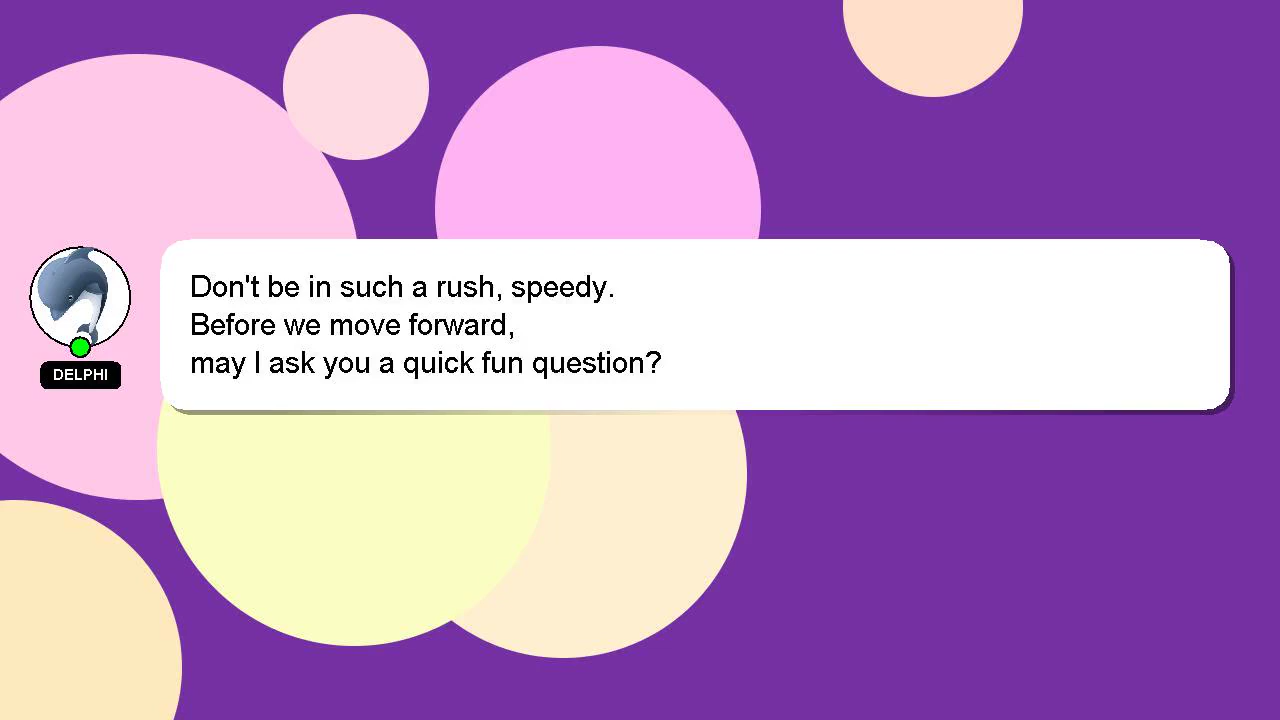 Don't be in such a rush, speedy.
Before we move forward,
may I ask you a quick fun question?
DELPHI